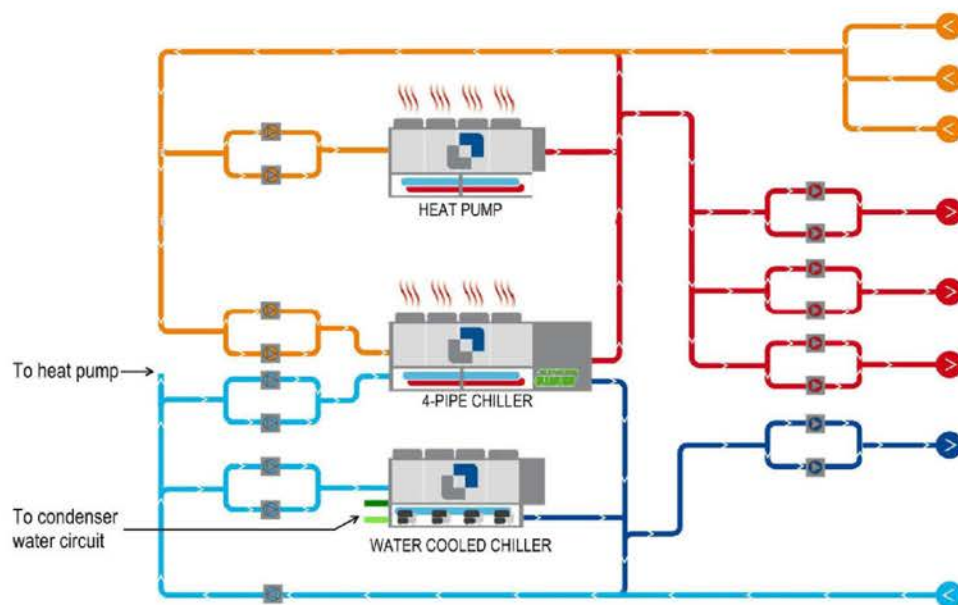 HEAT PUMP
To heat pump
4-PIPE CHILLER
To condenser
water circuit
WATER COOLED CHILLER